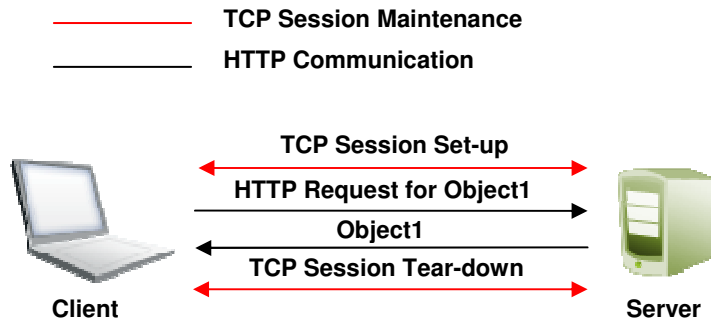 TCP Session Maintenance
HTTP Communication
TCP Session Set-up
HTTP Request for Object1
Object1
TCP Session Tear-down
Client
Server